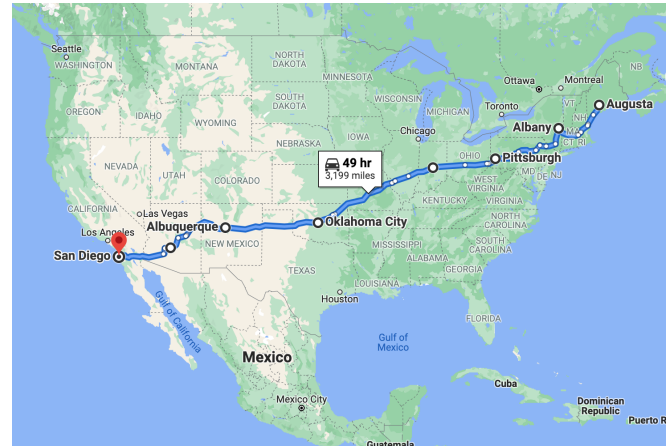 Seattle
WASHINGTON
MONTANA
NORTH
DAKOTA
MINNESOTA
Ottawa
Montreal
NB
OREGON
IDAHO
SOUTH
DAKOTA
WISCONSIN
MICHIGAN
Toronto
VT
NH
Augusta
WYOMING
Chicago
Albany
MA
CT RI
NEBRASKA
IOWA
49 hr
3,199 miles
OHIO
Pittsburgh
MD
DE NJ
NEVADA
UTAH
COLORADO
WEST
VIRGINIA
KENTUCKY
VIRGINIA
CALIFORNIA
Las Vegas
Albuquerque
Oklahoma City
NORTH
CAROLINA
Los Angeles
NEW MEXICO
MISSISSIPPI
SOUTH
CAROLINA
San Diego
TEXAS
ALABAMA
GEORGIA
LOUISIANA
Houston
Gulf of
California
FLORIDA
Gulf of
Mexico
Mexico
Cuba
Mexico City
Dominican
Republic
Puerto R
Guatemala